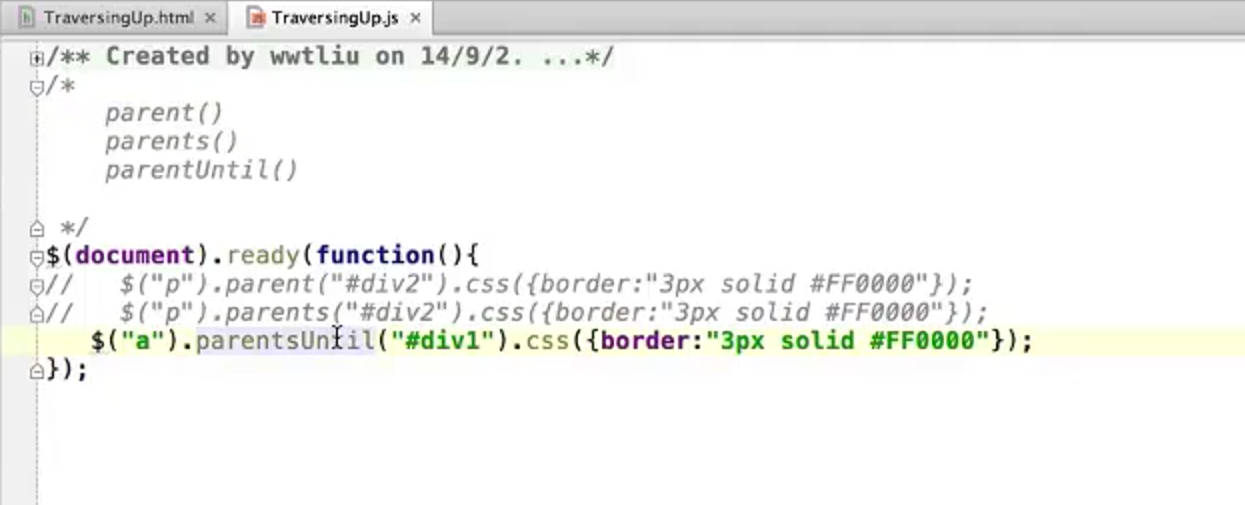 TraversingUp.html × TraversingUp.js ×
/** Created by wwtliu on 14/9/2. ...*/
/*
parent()
parents()
parentUntil()
*/
$(document).ready(function(){
//   $("p").parent("#div2").css({border:"3px solid #FF0000"});
//   $("p").parents("#div2").css({border:"3px solid #FF0000"});
$("a").parentsUntil("#div1").css({border:"3px solid #FF0000"});
});